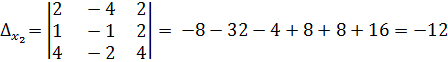 Δx₂ = |2 −4 2|
|1 −1 2| = −8 − 32 − 4 + 8 + 8 + 16 = −12
|4 −2 4|